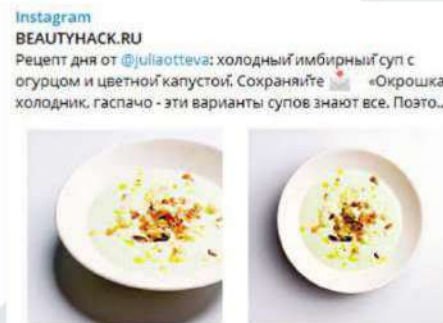 Instagram
BEAUTYHACK.RU
Рецепт дня от @juliaotteva: холодный имбирный суп с
огурцом и цветной капустой. Сохраняйте 💌 «Окрошка
холодник, гаспачо - эти варианты супов знают все. Поэто...